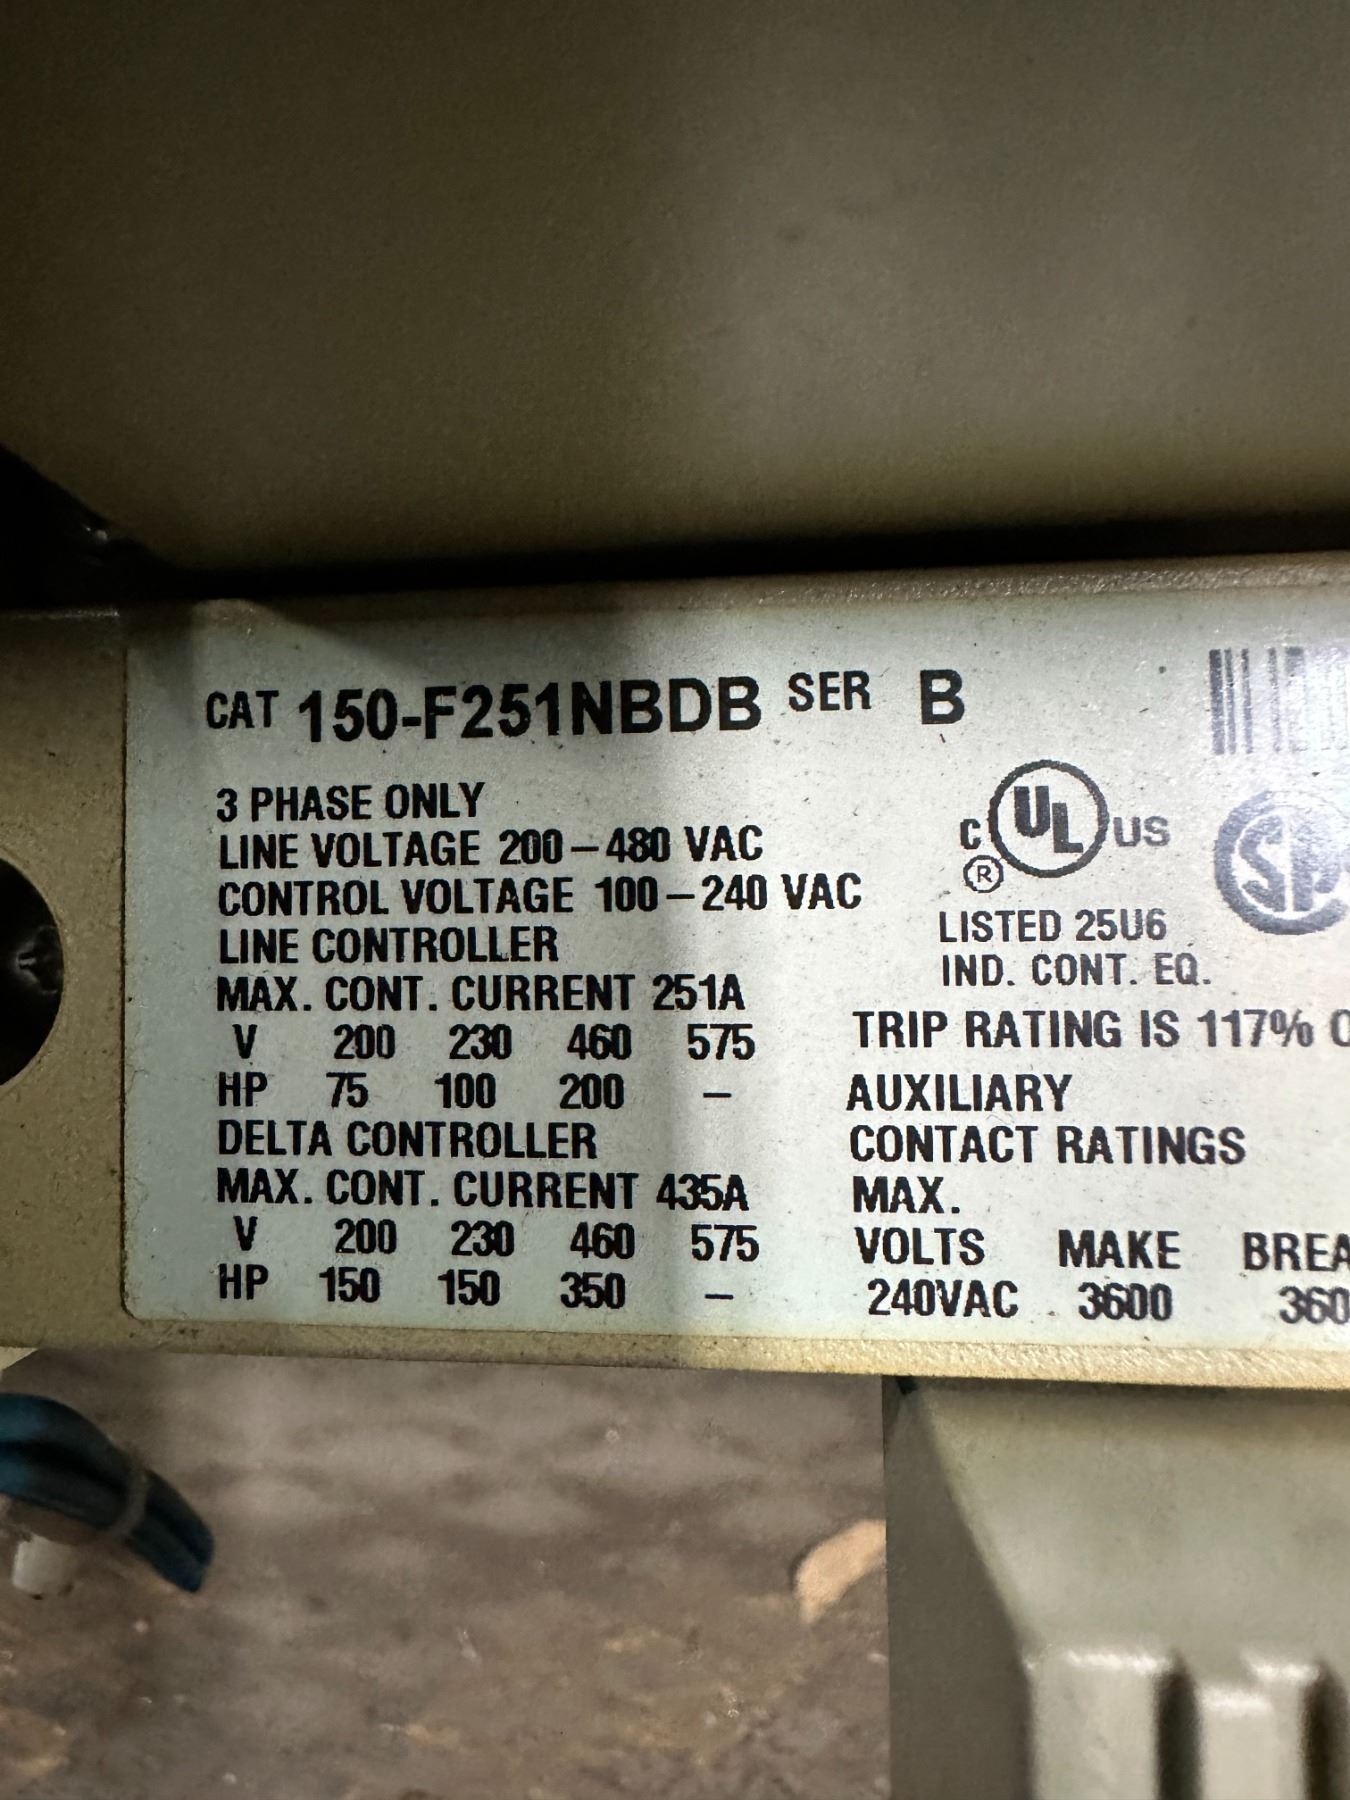 CAT 150-F251NBDB SER B
3 PHASE ONLY
LINE VOLTAGE 200-480 VAC
CONTROL VOLTAGE 100-240 VAC
LINE CONTROLLER
MAX. CONT. CURRENT 251A
V 200 230 460 575
HP 75 100 200 -
DELTA CONTROLLER
MAX. CONT. CURRENT 435A
V 200 230 460 575
HP 150 150 350 -
C UL US
®
LISTED 25U6
IND. CONT. EQ.
TRIP RATING IS 117%
AUXILIARY
CONTACT RATINGS
MAX.
VOLTS MAKE BREA
240VAC 3600 360